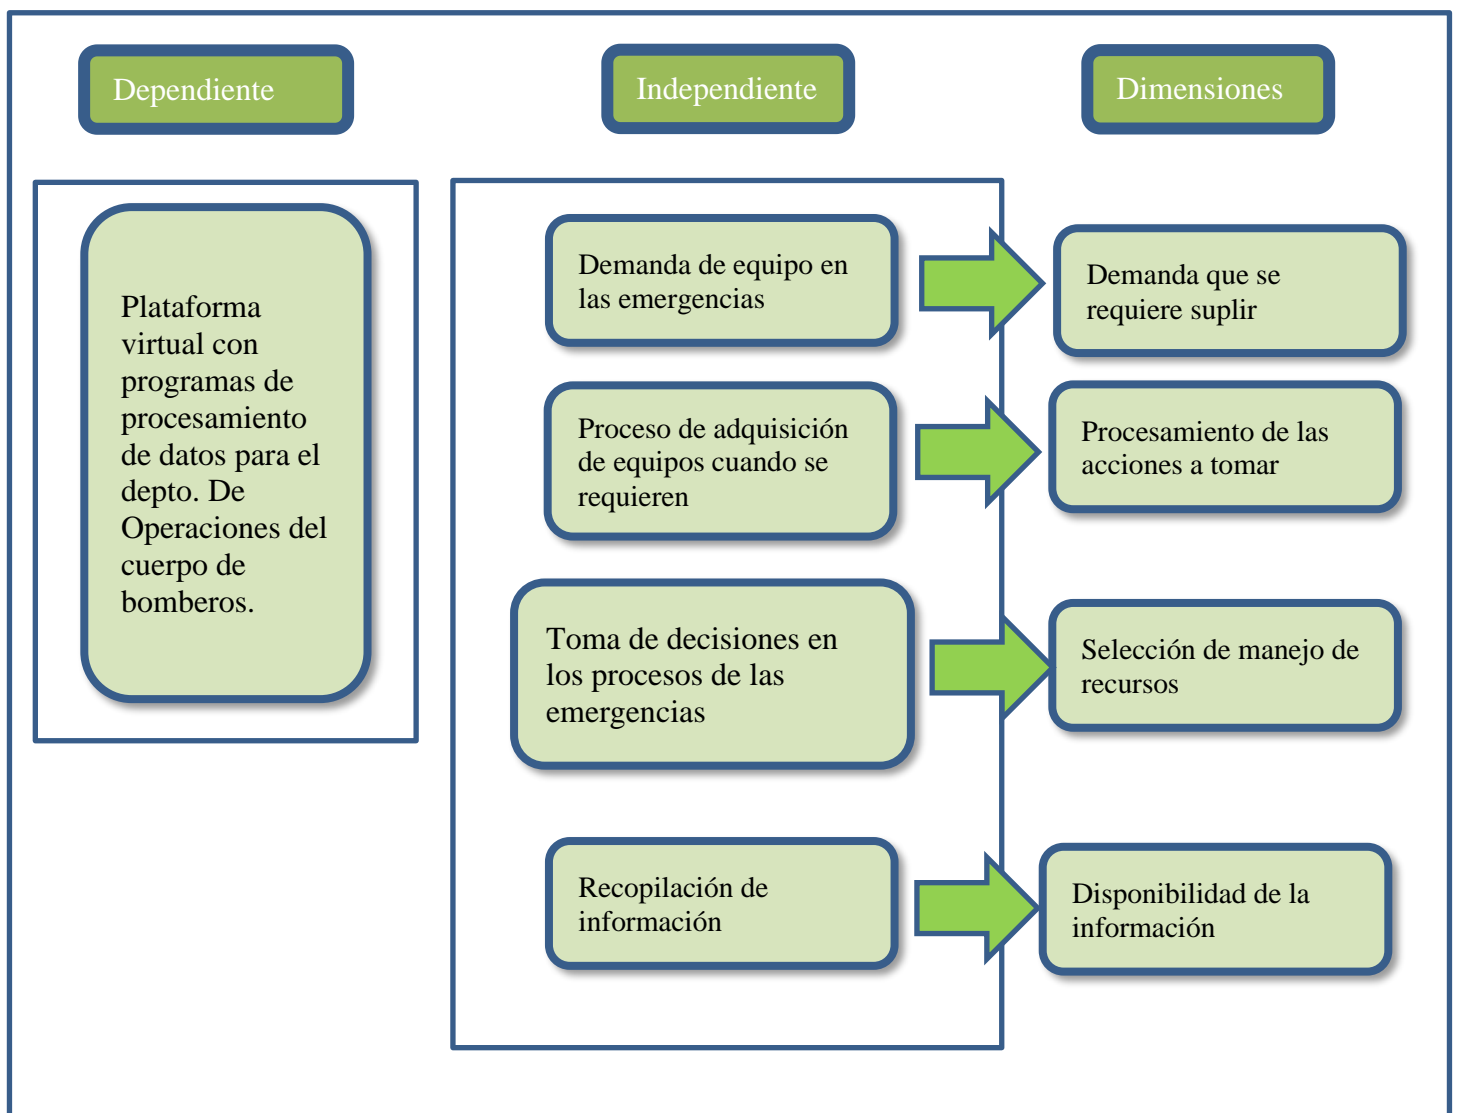 Dependiente
Independiente
Dimensiones
Plataforma
virtual con
programas de
procesamiento
de datos para el
depto. De
Operaciones del
cuerpo de
bomberos.
Demanda de equipo en
las emergencias
Demanda que se
requiere suplir
Proceso de adquisición
de equipos cuando se
requieren
Procesamiento de las
acciones a tomar
Toma de decisiones en
los procesos de las
emergencias
Selección de manejo de
recursos
Recopilación de
información
Disponibilidad de la
información